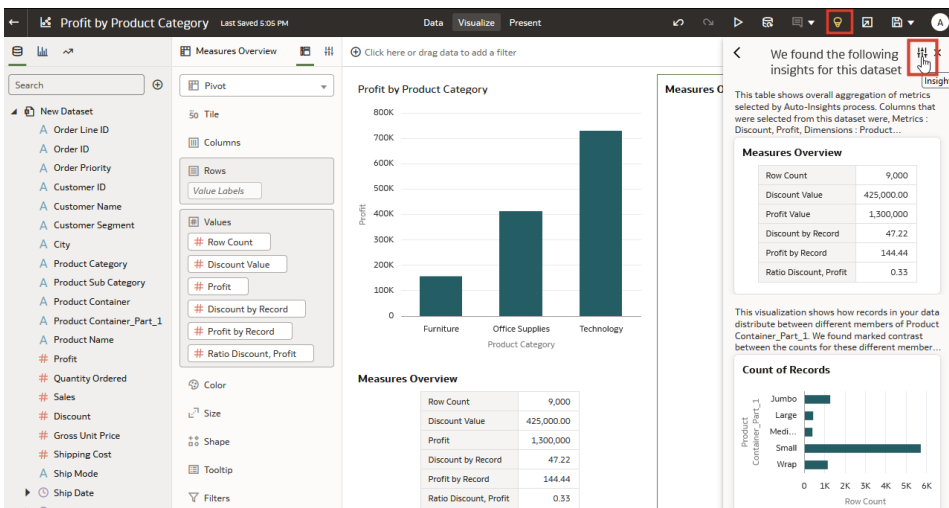 Profit by Product Category Last Saved 5:05 PM
Data Visualize Present
A
Search
New Dataset
A Order Line ID
A Order ID
A Order Priority
A Customer ID
A Customer Name
A Customer Segment
A City
A Product Category
A Product Sub Category
A Product Container
A Product Container_Part_1
A Product Name
# Profit
# Quantity Ordered
# Sales
# Discount
# Gross Unit Price
# Shipping Cost
A Ship Mode
Ship Date
Measures Overview
Pivot
Tile
Columns
Rows
Value Labels
Values
# Row Count
# Discount Value
# Profit
# Discount by Record
# Profit by Record
# Ratio Discount, Profit
Color
Size
Shape
Tooltip
Filters
Click here or drag data to add a filter
Profit by Product Category
800K
700K
600K
500K
400K
300K
200K
100K
0
Profit
Furniture Office Supplies Technology
Product Category
Measures Overview
Row Count 9,000
Discount Value 425,000.00
Profit 1,300,000
Discount by Record 47.22
Profit by Record 144.44
Ratio Discount, Profit 0.33
Measures O
We found the following
insights for this dataset
Insigh
This table shows overall aggregation of metrics
selected by Auto-Insights process. Columns that
were selected from this dataset were, Metrics :
Discount, Profit, Dimensions : Product...
Measures Overview
Row Count 9,000
Discount Value 425,000.00
Profit Value 1,300,000
Discount by Record 47.22
Profit by Record 144.44
Ratio Discount, Profit 0.33
This visualization shows how records in your data
distribute between different members of Product
Container_Part_1. We found marked contrast
between the counts for these different member...
Count of Records
Product
Container_Part_1
Jumbo
Large
Medi...
Small
Wrap
0 1K 2K 3K 4K 5K 6K
Row Count